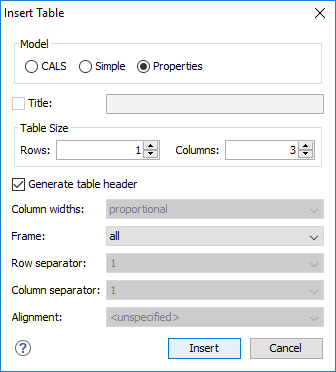 Insert Table
Model
CALS Simple Properties
Title:
Table Size
Rows: 1 Columns: 3
Generate table header
Column widths: proportional
Frame: all
Row separator: 1
Column separator: 1
Alignment: <unspecified>
? Insert Cancel